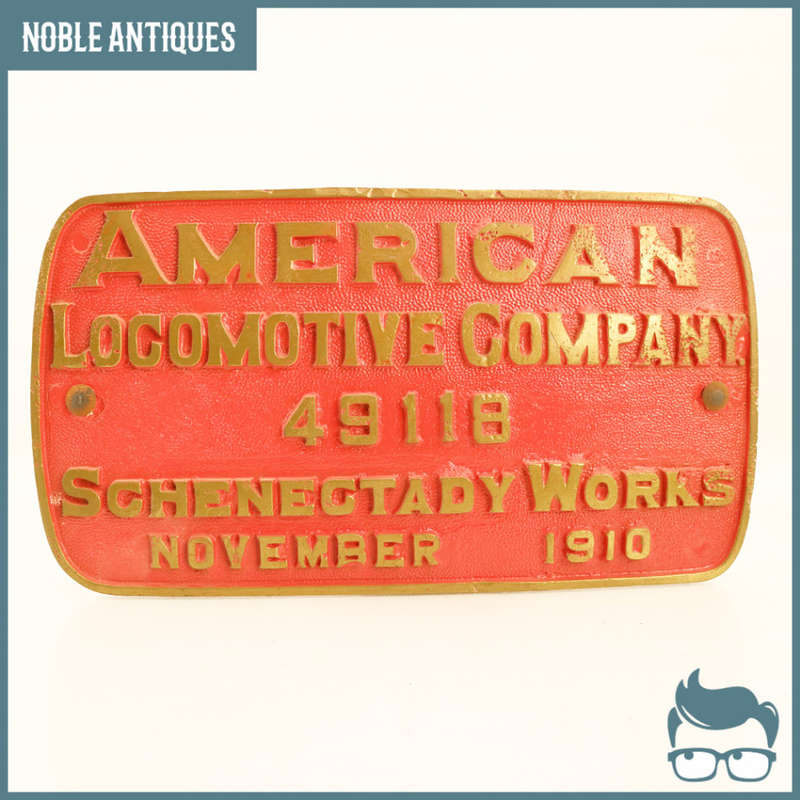 NOBLE ANTIQUES
AMERICAN
LOCOMOTIVE COMPANY.
49118
SCHENECTADY WORKS
NOVEMBER 1910